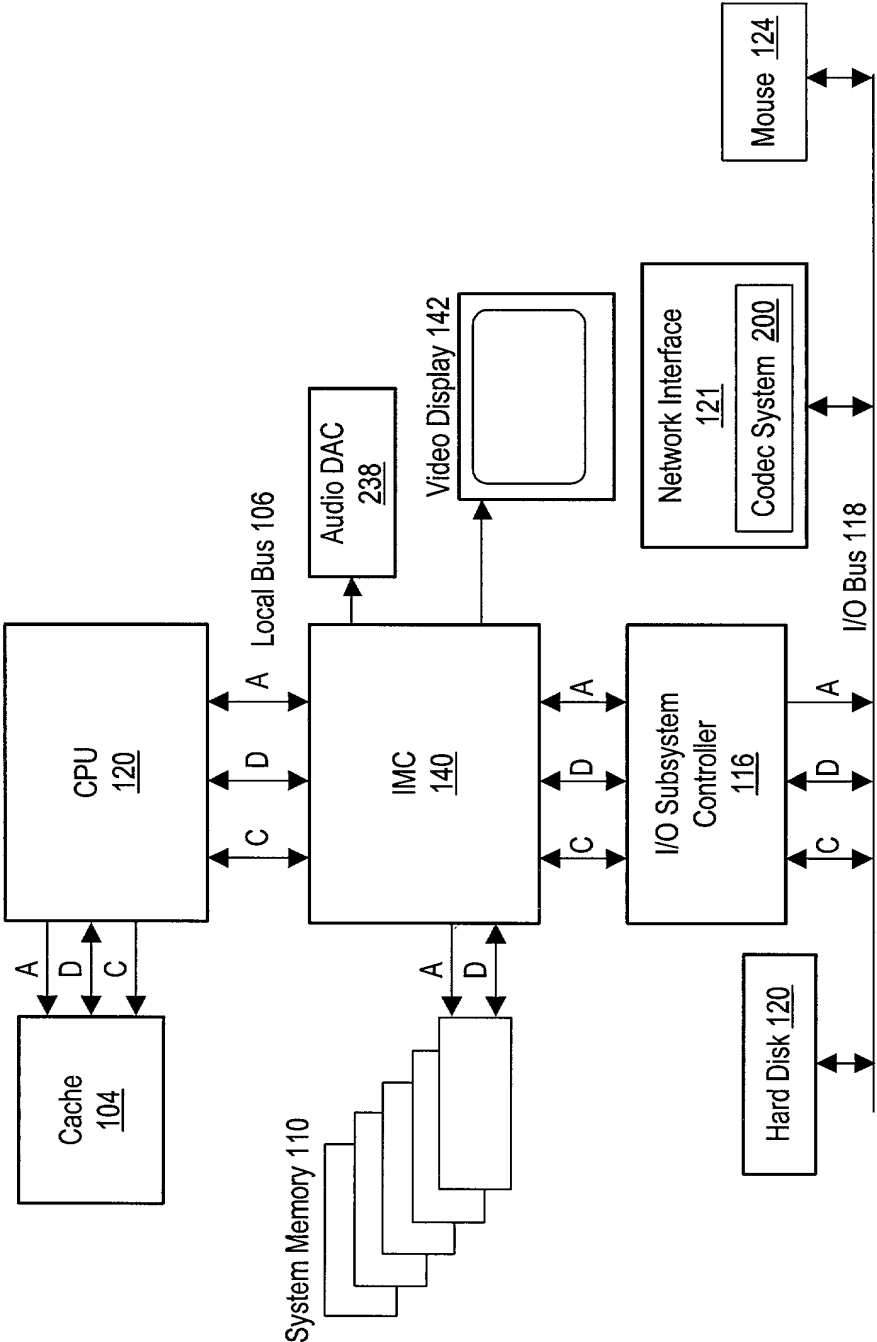 Cache
104
A
D
C
CPU
120
Local Bus 106
C
D
A
System Memory 110
A
D
IMC
140
Audio DAC
238
Video Display 142
C
D
A
I/O Subsystem
Controller
116
Network Interface
121
Codec System 200
Mouse 124
Hard Disk 120
C
D
A
I/O Bus 118